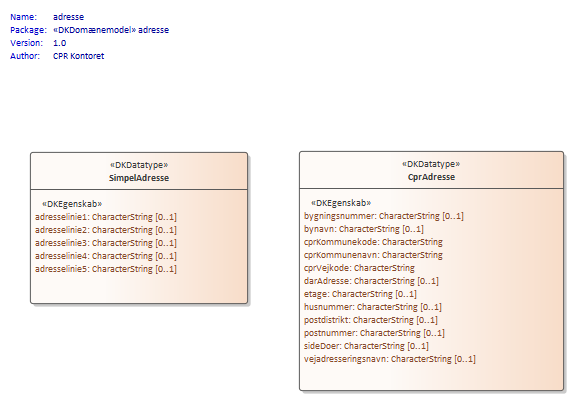 Name: adresse
Package: «DKDomænemodel» adresse
Version: 1.0
Author: CPR Kontoret
«DKDatatype»
SimpelAdresse
«DKEgenskab»
adresselinie1: CharacterString [0..1]
adresselinie2: CharacterString [0..1]
adresselinie3: CharacterString [0..1]
adresselinie4: CharacterString [0..1]
adresselinie5: CharacterString [0..1]
«DKDatatype»
CprAdresse
«DKEgenskab»
bygningsnummer: CharacterString [0..1]
bynavn: CharacterString [0..1]
cprKommunekode: CharacterString
cprKommunenavn: CharacterString
cprVejkode: CharacterString
darAdresse: CharacterString [0..1]
etage: CharacterString [0..1]
husnummer: CharacterString [0..1]
postdistrikt: CharacterString [0..1]
postnummer: CharacterString [0..1]
sideDoer: CharacterString [0..1]
vejadresseringsnavn: CharacterString [0..1]